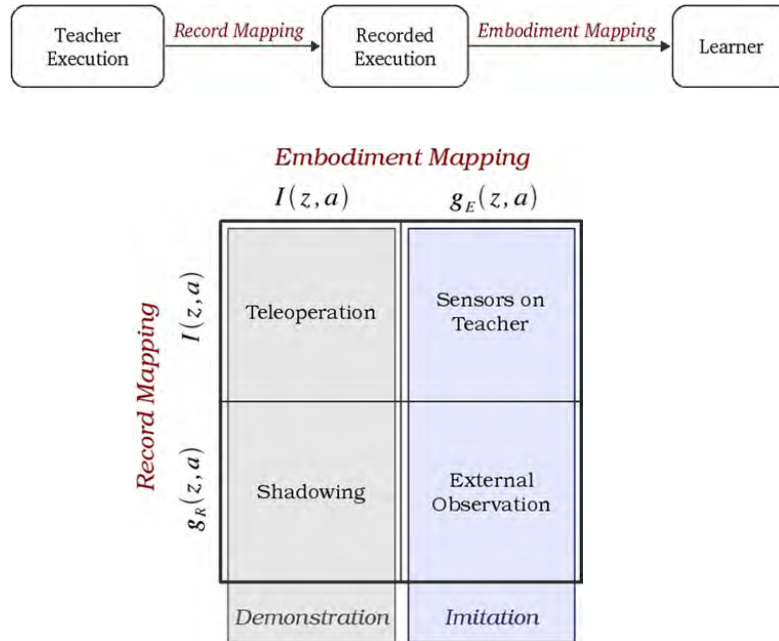 Teacher
Execution
Record Mapping
Recorded
Execution
Embodiment Mapping
Learner
Embodiment Mapping
I(z,a)
g_E(z,a)
Record Mapping
I(z,a)
g_R(z,a)
Teleoperation
Sensors on
Teacher
Shadowing
External
Observation
Demonstration
Imitation